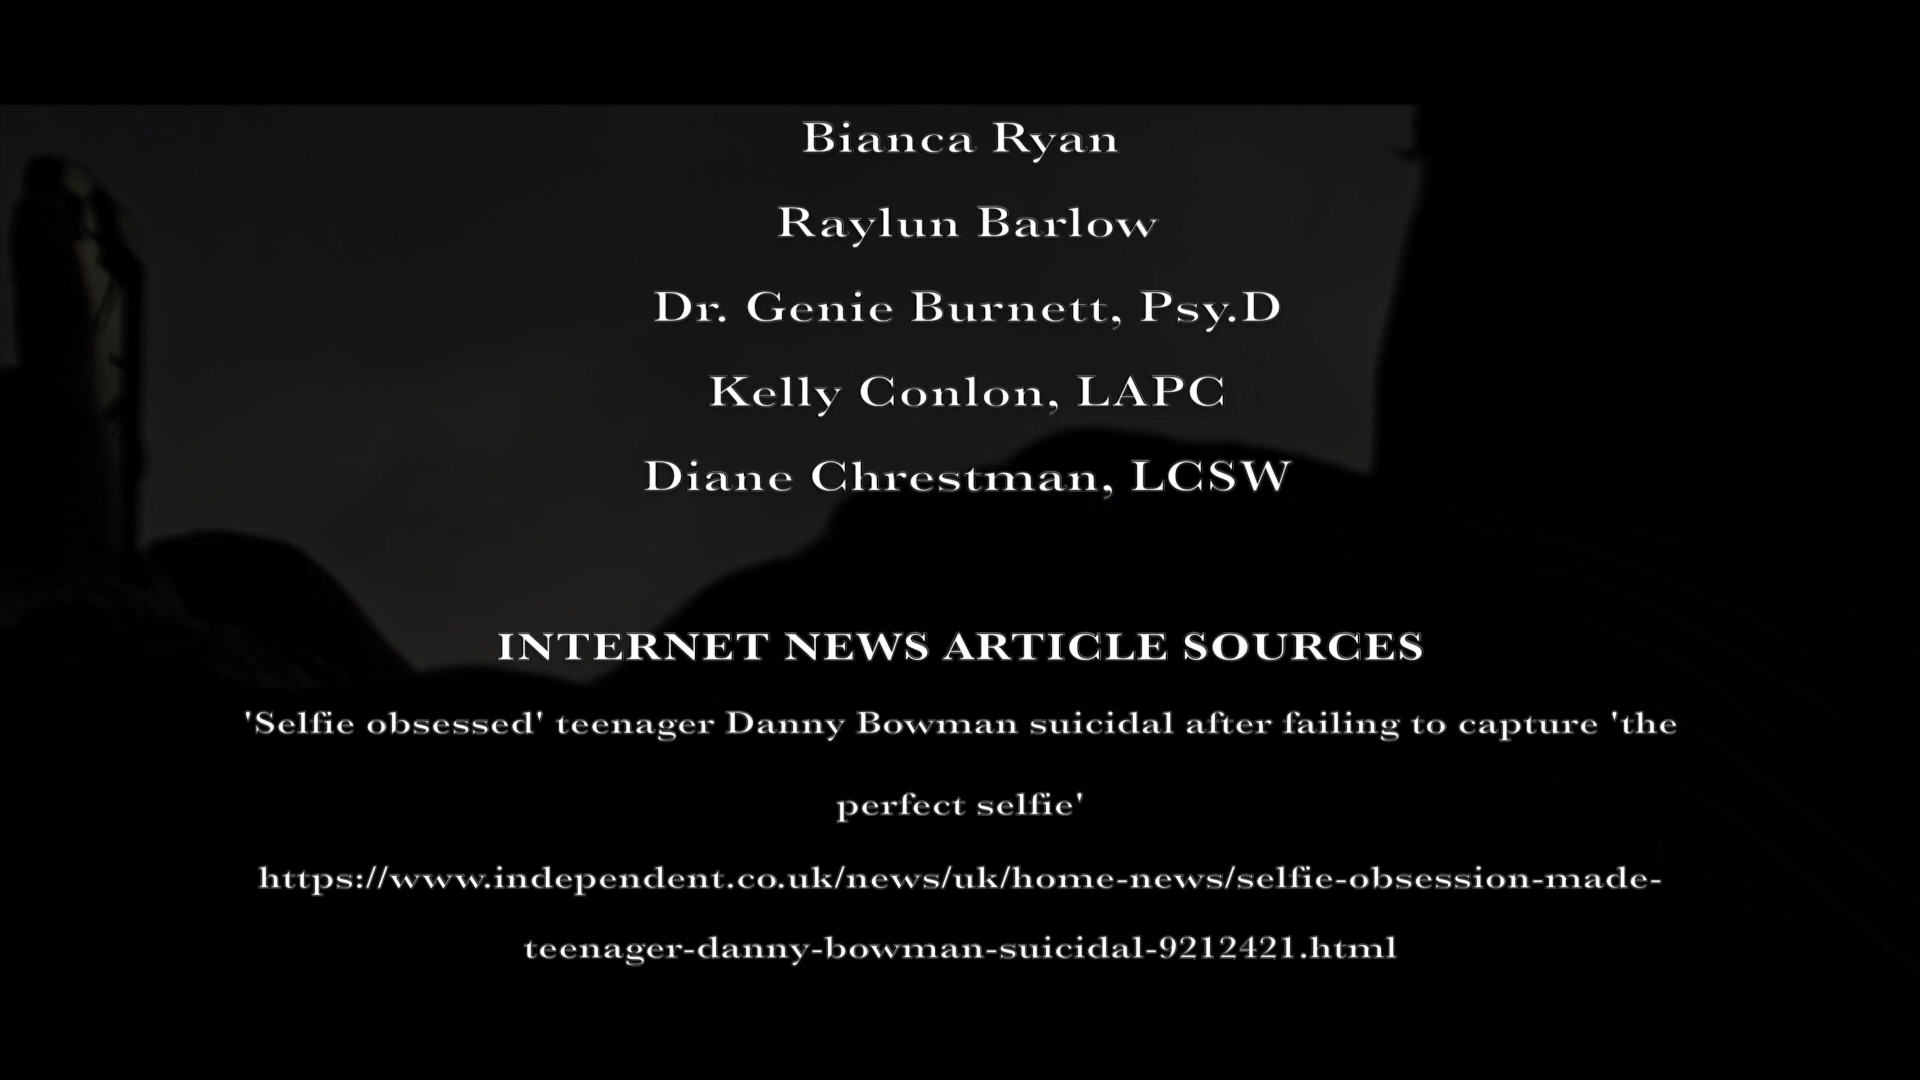 Bianca Ryan
Raylun Barlow
Dr. Genie Burnett, Psy.D
Kelly Conlon, LAPC
Diane Chrestman, LCSW
INTERNET NEWS ARTICLE SOURCES
'Selfie obsessed' teenager Danny Bowman suicidal after failing to capture 'the
perfect selfie'
https://www.independent.co.uk/news/uk/home-news/selfie-obsession-made-
teenager-danny-bowman-suicidal-9212421.html